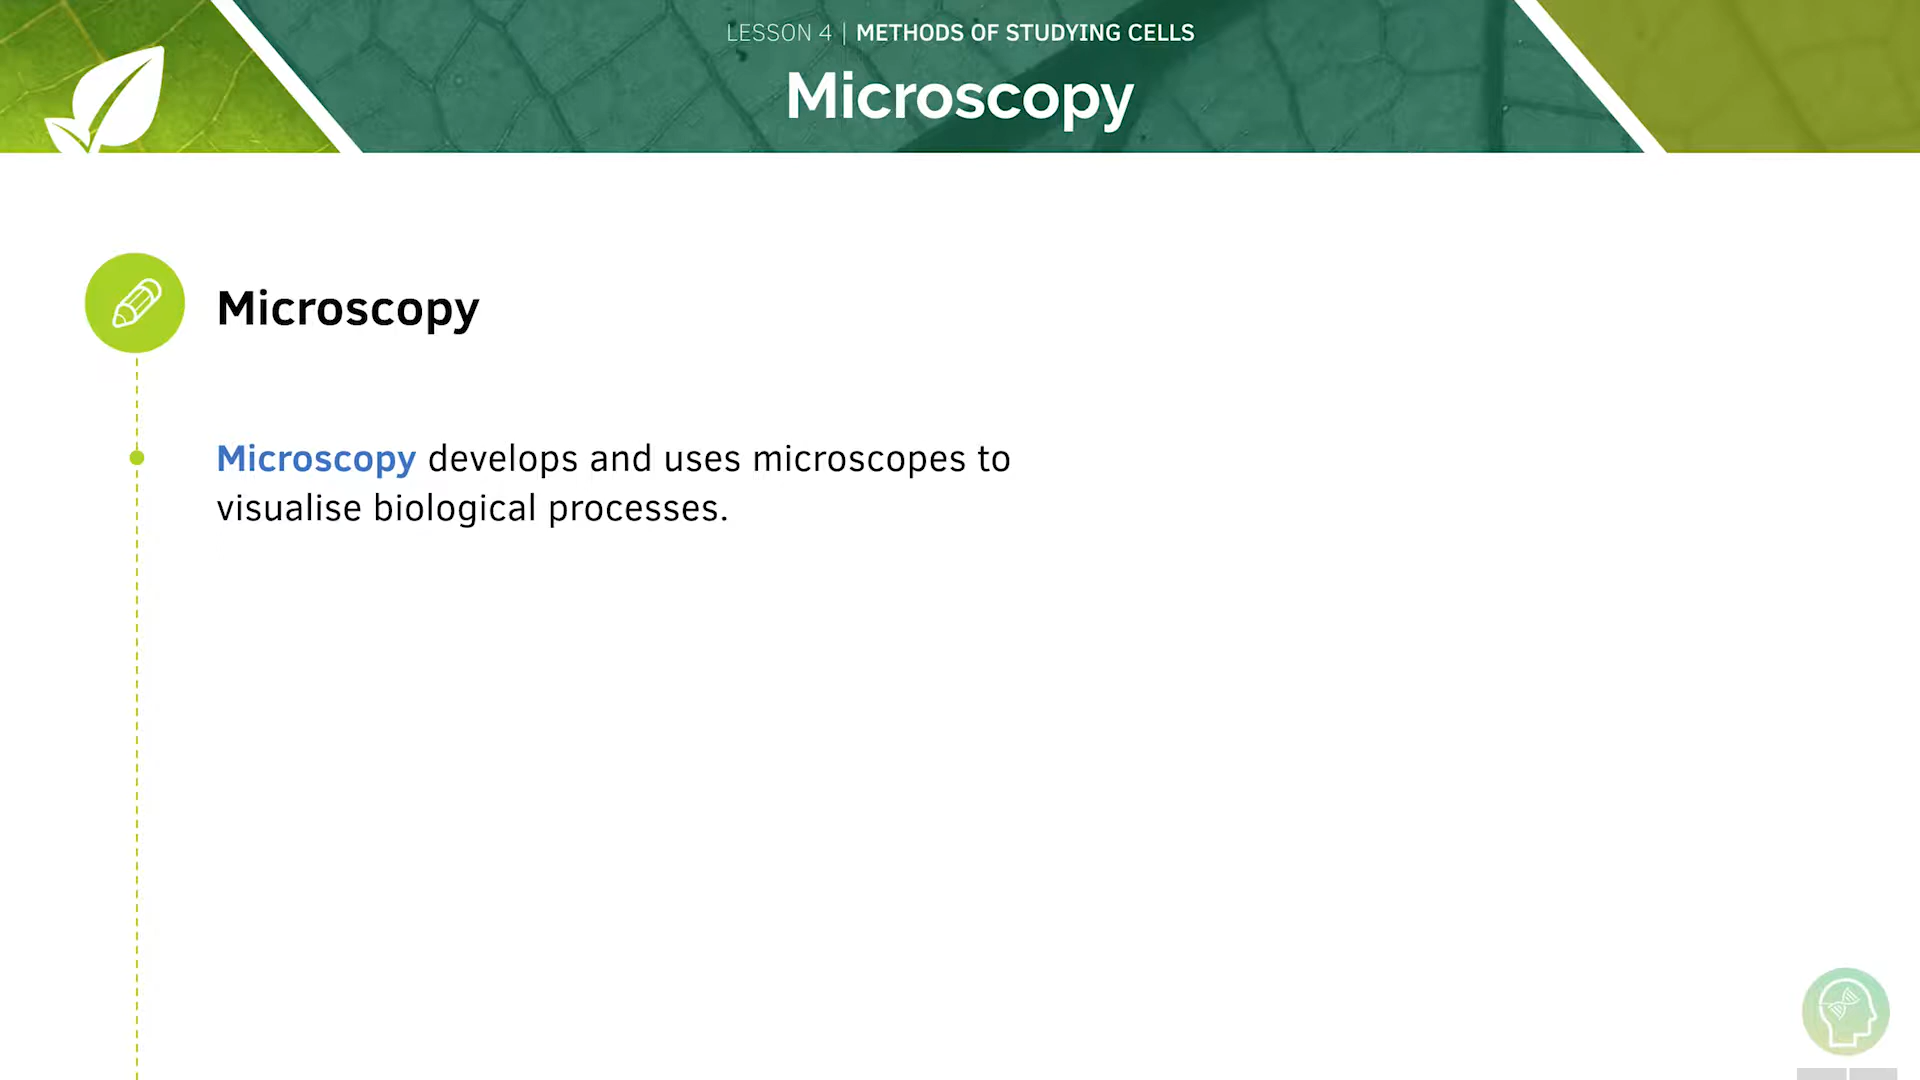 LESSON 4 | METHODS OF STUDYING CELLS
Microscopy
Microscopy
Microscopy develops and uses microscopes to
visualise biological processes.